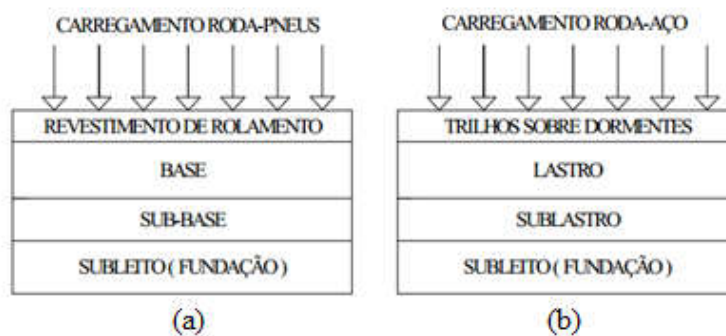 CARREGAMENTO RODA-PNEUS
REVESTIMENTO DE ROLAMENTO
BASE
SUB-BASE
SUBLEITO ( FUNDAÇÃO )
(a)
CARREGAMENTO RODA-AÇO
TRILHOS SOBRE DORMENTES
LASTRO
SUBLASTRO
SUBLEITO ( FUNDAÇÃO )
(b)